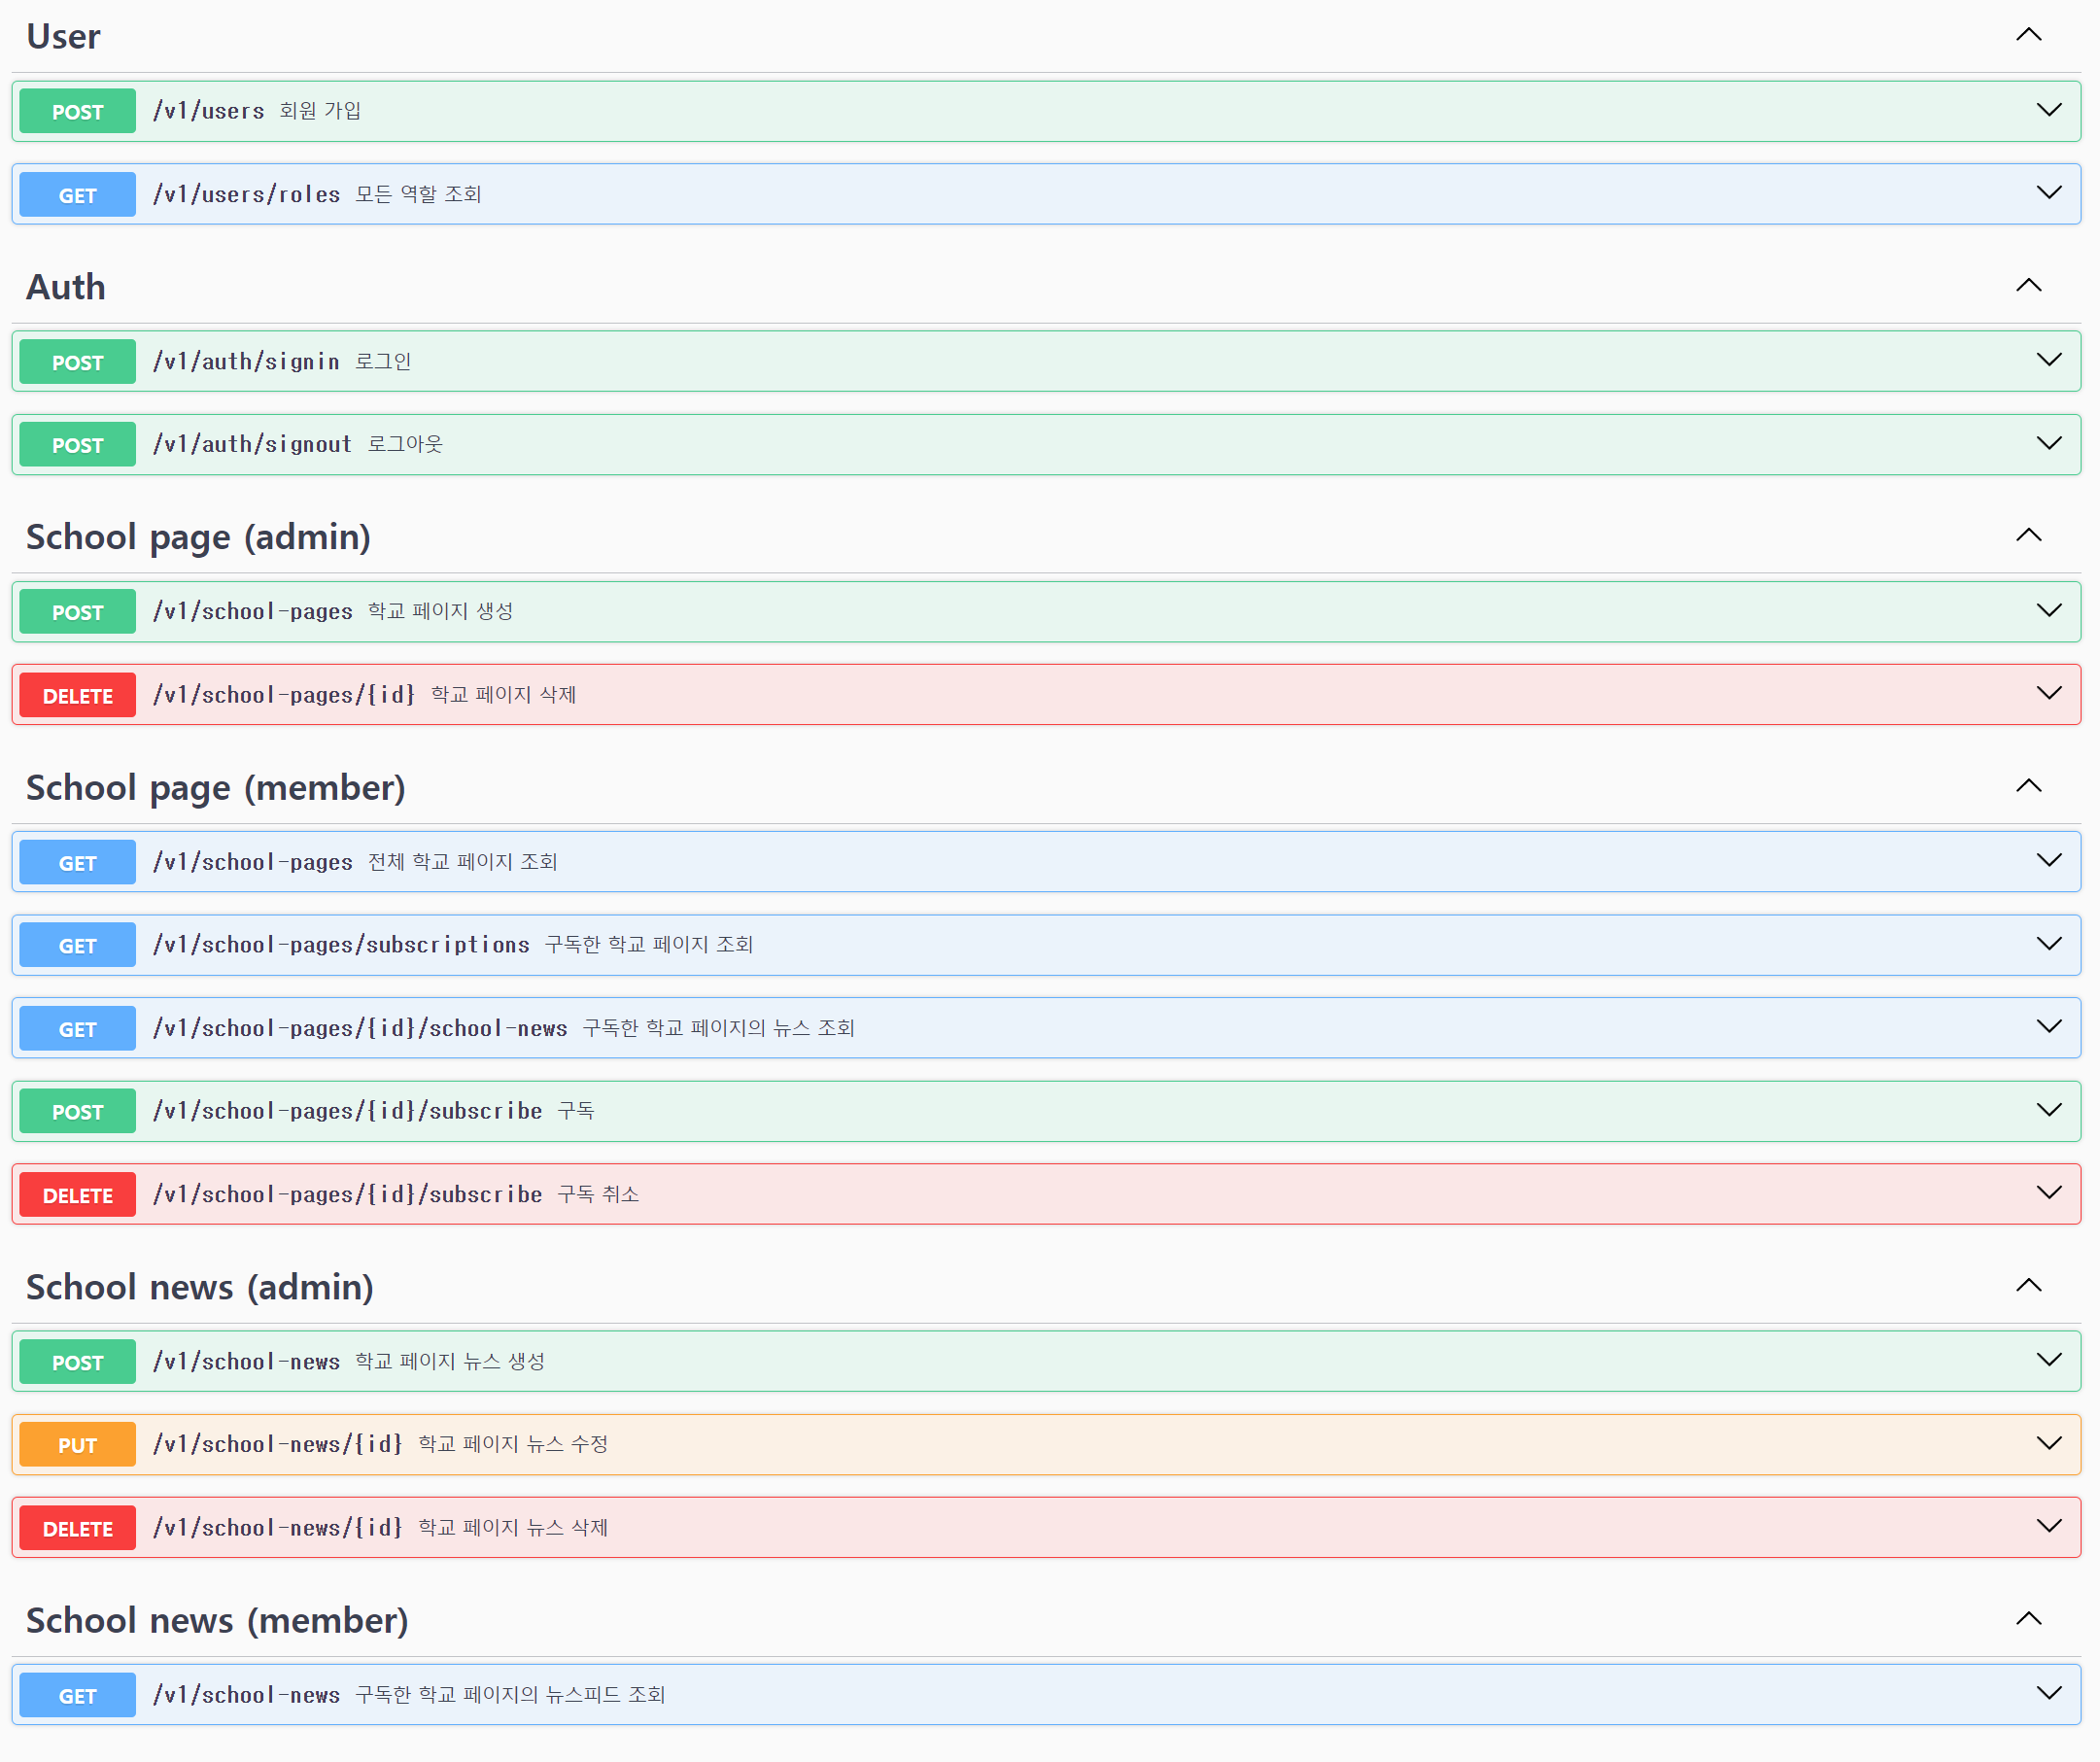 User
POST /v1/users 회원 가입
GET /v1/users/roles 모든 역할 조회
Auth
POST /v1/auth/signin 로그인
POST /v1/auth/signout 로그아웃
School page (admin)
POST /v1/school-pages 학교 페이지 생성
DELETE /v1/school-pages/{id} 학교 페이지 삭제
School page (member)
GET /v1/school-pages 전체 학교 페이지 조회
GET /v1/school-pages/subscriptions 구독한 학교 페이지 조회
GET /v1/school-pages/{id}/school-news 구독한 학교 페이지의 뉴스 조회
POST /v1/school-pages/{id}/subscribe 구독
DELETE /v1/school-pages/{id}/subscribe 구독 취소
School news (admin)
POST /v1/school-news 학교 페이지 뉴스 생성
PUT /v1/school-news/{id} 학교 페이지 뉴스 수정
DELETE /v1/school-news/{id} 학교 페이지 뉴스 삭제
School news (member)
GET /v1/school-news 구독한 학교 페이지의 뉴스피드 조회